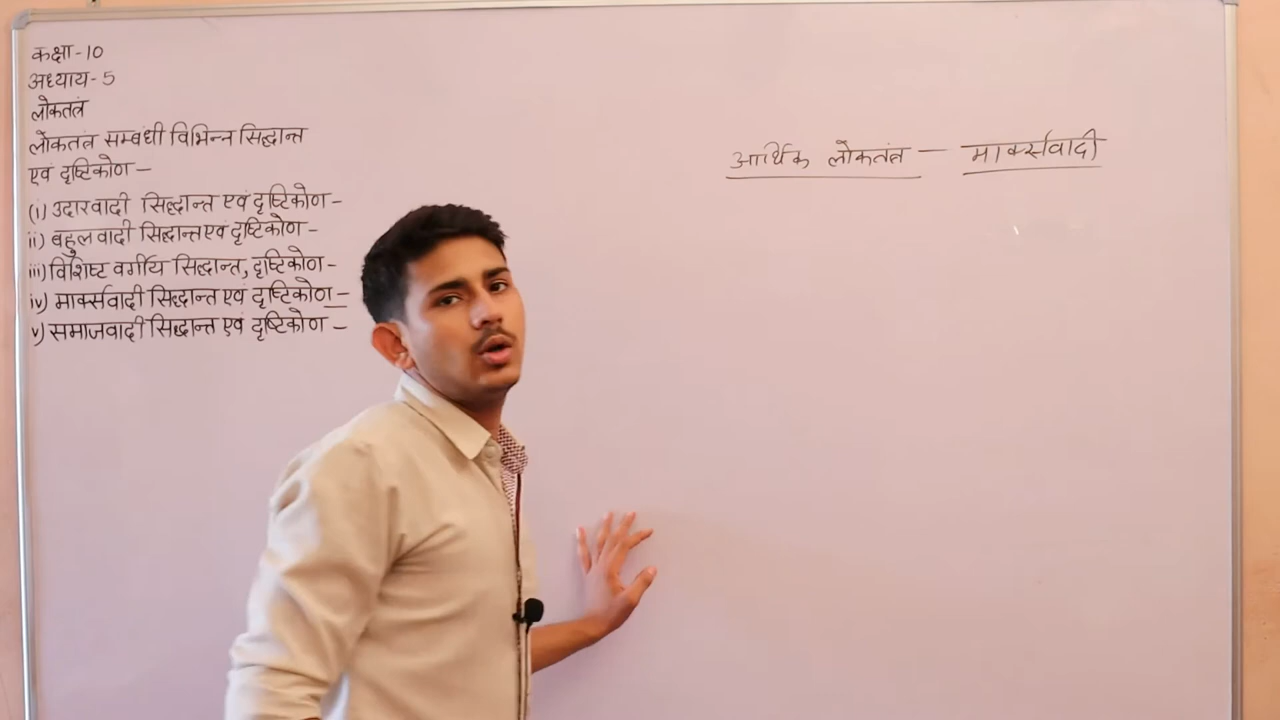 कक्षा-10
अध्याय-5
लोकतंत्र
लोकतंत्र सम्बंधी विभिन्न सिद्धान्त
एवं दृष्टिकोण –
(i) उदारवादी सिद्धान्त एवं दृष्टिकोण –
ii) बहुलवादी सिद्धान्त एवं दृष्टिकोण –
iii) विशिष्ट वर्गीय सिद्धान्त, दृष्टिकोण –
iv) मार्क्सवादी सिद्धान्त एवं दृष्टिकोण –
v) समाजवादी सिद्धान्त एवं दृष्टिकोण –
आर्थिक लोकतंत्र — मार्क्सवादी